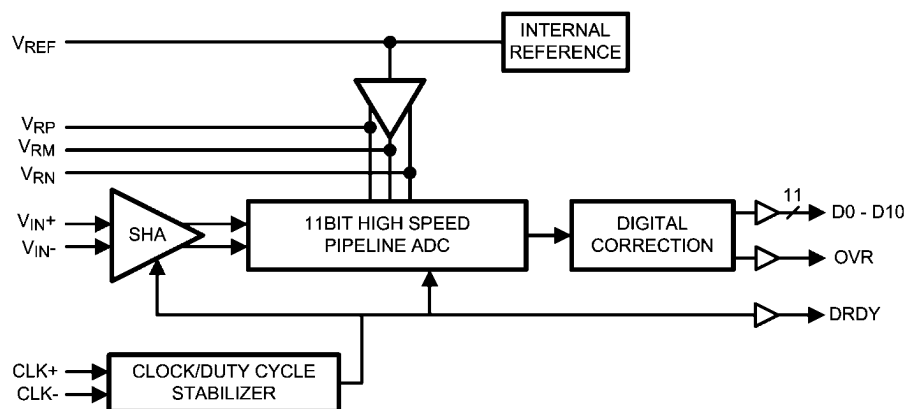 INTERNAL
REFERENCE
VREF
VRP
VRM
VRN
VIN+
VIN-
SHA
11BIT HIGH SPEED
PIPELINE ADC
DIGITAL
CORRECTION
11
D0 - D10
OVR
DRDY
CLK+
CLK-
CLOCK/DUTY CYCLE
STABILIZER